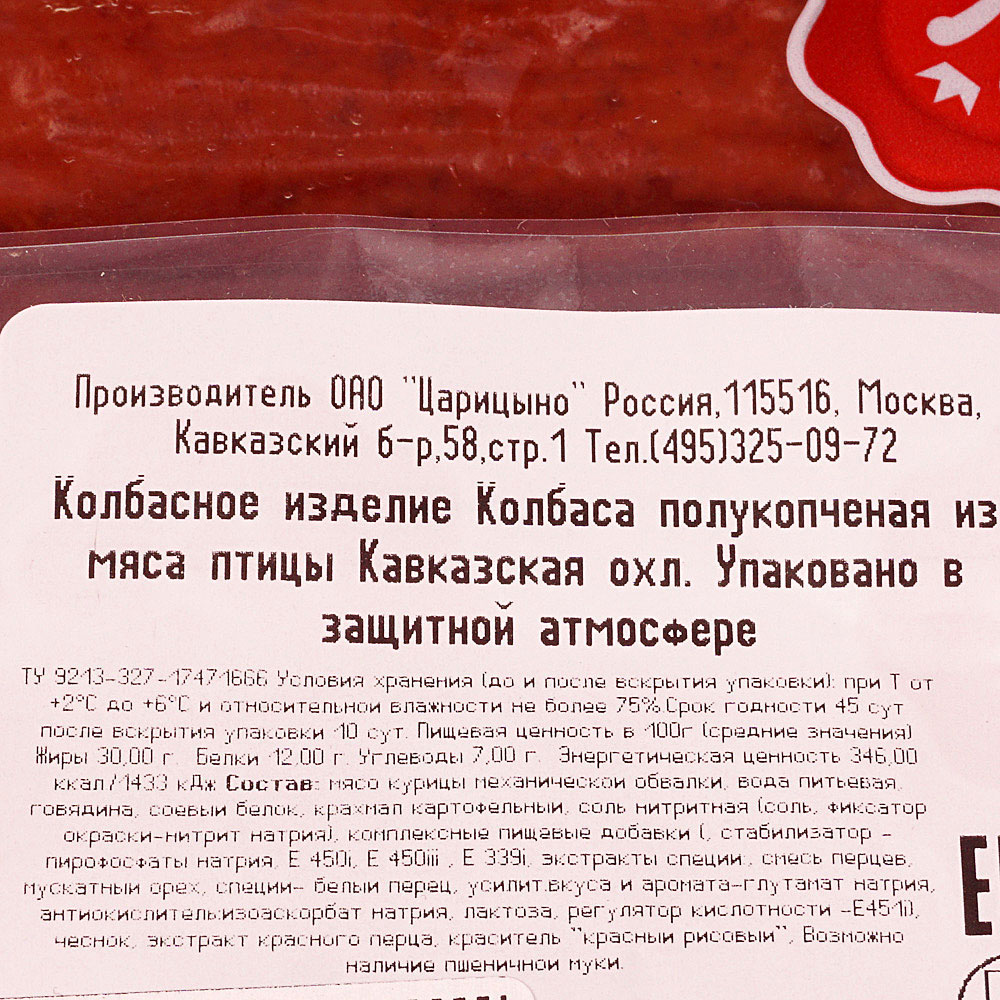 Производитель ОАО "Царицыно" Россия,115516, Москва,
Кавказский б-р,58,стр.1 Тел.(495)325-09-72
Колбасное изделие Колбаса полукопченая из
мяса птицы Кавказская охл. Упаковано в
защитной атмосфере
ТУ 9213-327-17471666 Условия хранения (до и после вскрытия упаковки): при Т от
+2°С до +6°С и относительной влажности не более 75%.Срок годности 45 сут
после вскрытия упаковки 10 сут. Пищевая ценность в 100г (средние значения)
Жиры 30,00 г. Белки 12,00 г. Углеводы 7,00 г. Энергетическая ценность 346,00
ккал/1433 кДж Состав: мясо курицы механической обвалки, вода питьевая,
говядина, соевый белок, крахмал картофельный, соль нитритная (соль, фиксатор
окраски-нитрит натрия), комплексные пищевые добавки (, стабилизатор -
пирофосфаты натрия, Е 450i, Е 450iii , Е 339i, экстракты специи:, смесь перцев,
мускатный орех, специи- белый перец, усилит.вкуса и аромата-глутамат натрия,
антиокислитель:изоаскорбат натрия, лактоза, регулятор кислотности -Е451i),
чеснок, экстракт красного перца, краситель "красный рисовый", Возможно
наличие пшеничной муки.